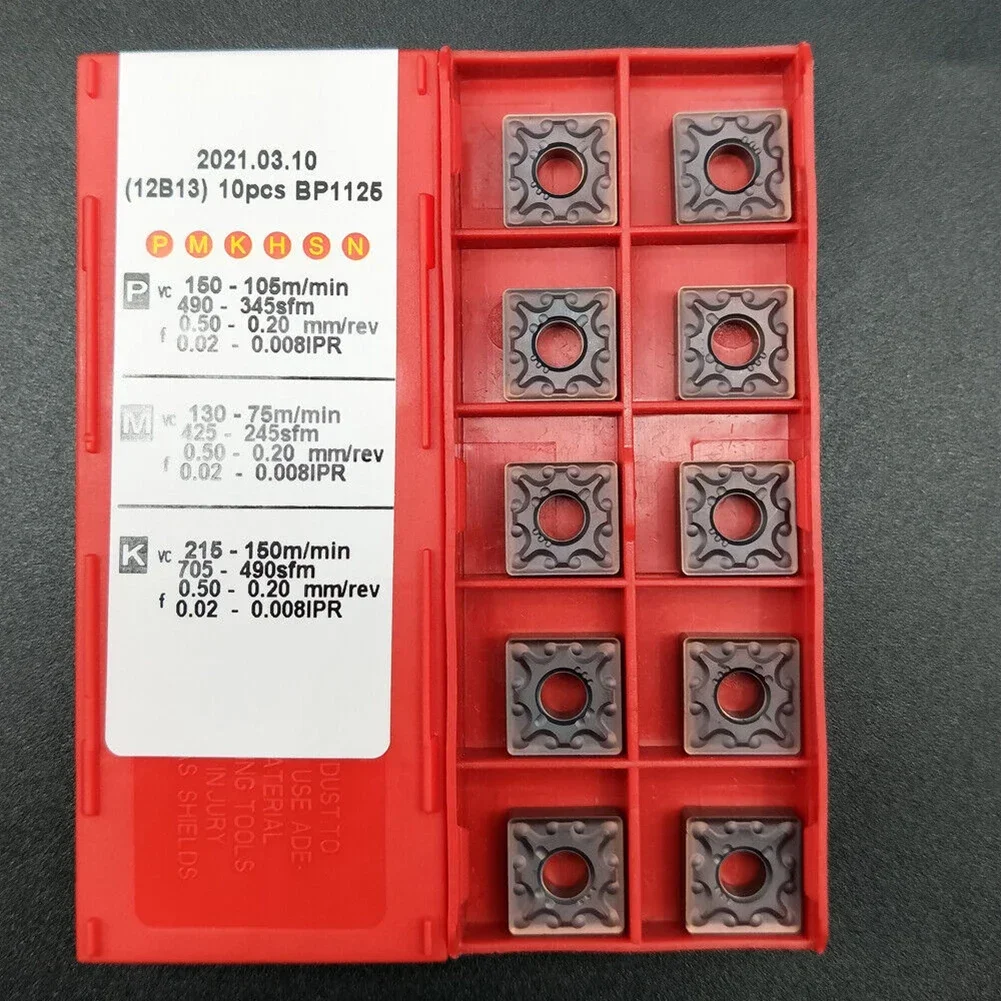 2021.03.10
(12B13) 10pcs BP1125
P M K H S N
P vc 150 - 105m/min
490 - 345sfm
f 0.50 - 0.20 mm/rev
0.02 - 0.008IPR
M vc 130 - 75m/min
425 - 245sfm
f 0.50 - 0.20 mm/rev
0.02 - 0.008IPR
K vc 215 - 150m/min
705 - 490sfm
f 0.50 - 0.20 mm/rev
0.02 - 0.008IPR
DUST TO
USE ADE-
ATERIAL
NG TOOLS
INJURY
AS SHIELDS